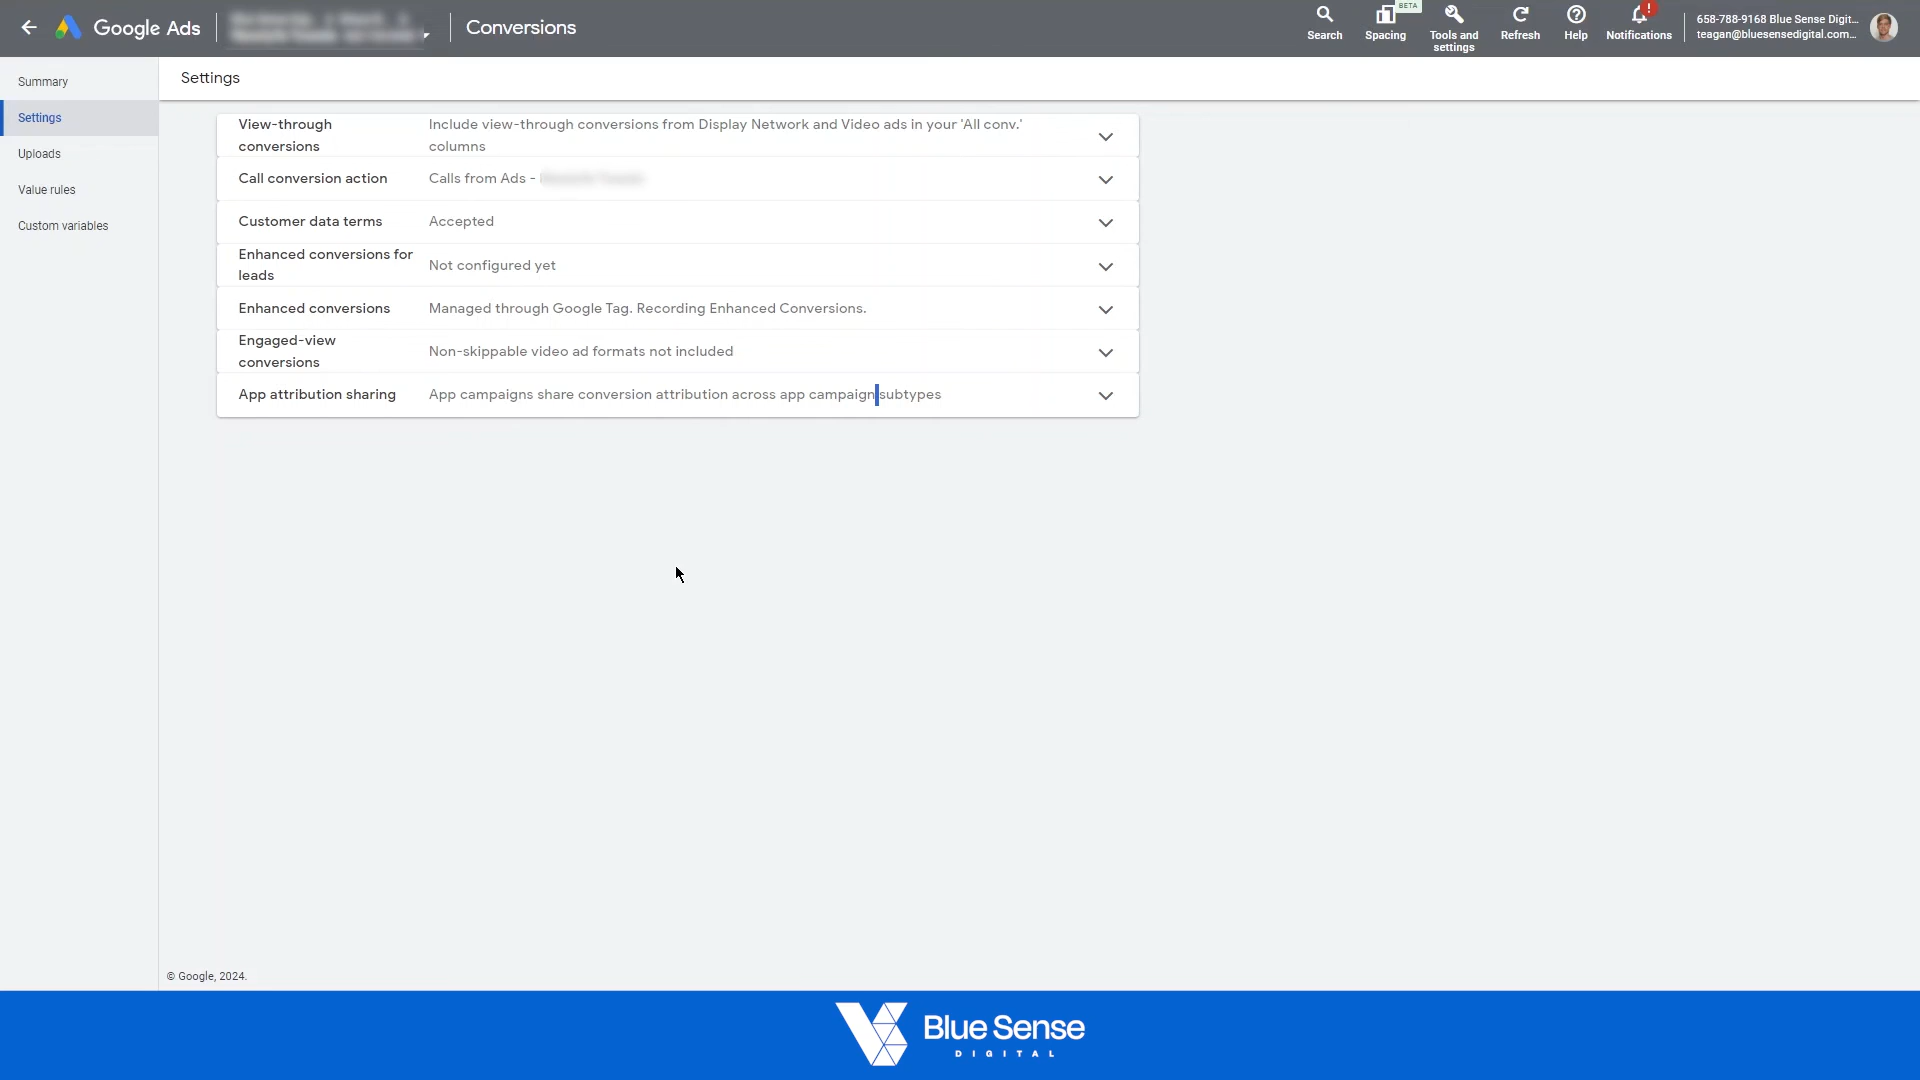 Google Ads
Conversions
Search
Spacing
BETA
Tools and
settings
Refresh
Help
!
Notifications
658-788-9168 Blue Sense Digit...
teagan@bluesensedigital.com...
Summary
Settings
Uploads
Value rules
Custom variables
Settings
View-through
conversions
Include view-through conversions from Display Network and Video ads in your 'All conv.'
columns
Call conversion action
Calls from Ads -
Customer data terms
Accepted
Enhanced conversions for
leads
Not configured yet
Enhanced conversions
Managed through Google Tag. Recording Enhanced Conversions.
Engaged-view
conversions
Non-skippable video ad formats not included
App attribution sharing
App campaigns share conversion attribution across app campaign subtypes
© Google, 2024.
Blue Sense
DIGITAL